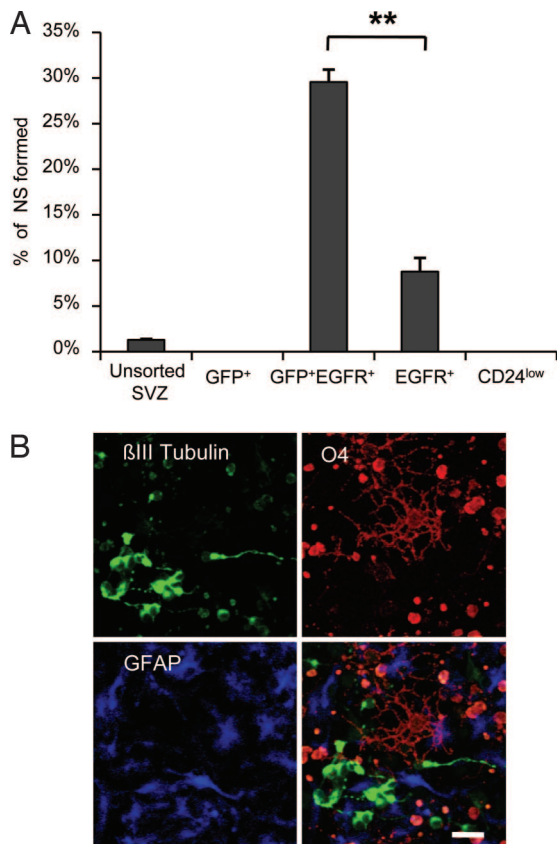 A
**
35%
30%
25%
20%
15%
10%
5%
0%
% of NS forrmed
Unsorted
SVZ
GFP⁺
GFP⁺EGFR⁺
EGFR⁺
CD24ˡᵒʷ
B
ßIII Tubulin
O4
GFAP